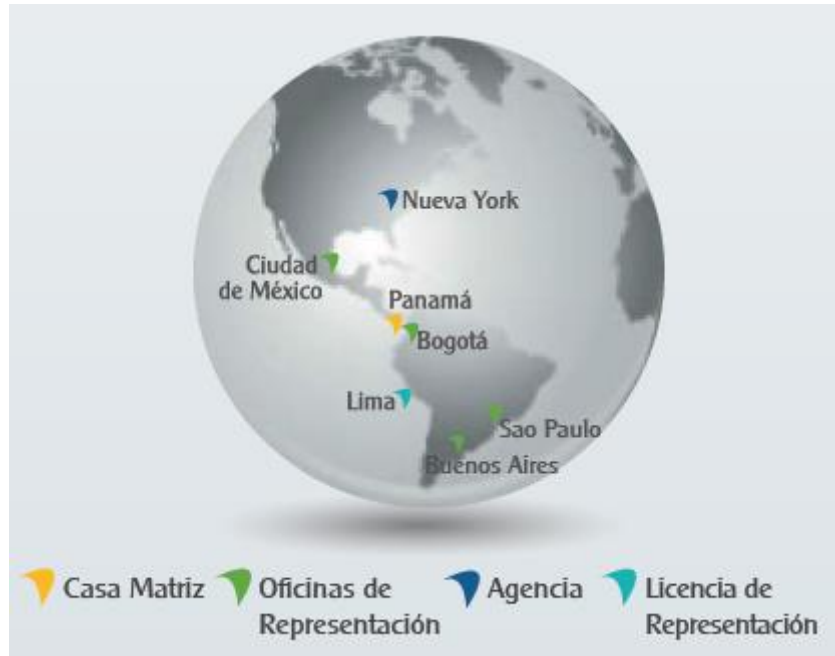 Nueva York
Ciudad
de México
Panamá
Bogotá
Lima
Sao Paulo
Buenos Aires
Casa Matriz
Oficinas de
Representación
Agencia
Licencia de
Representación